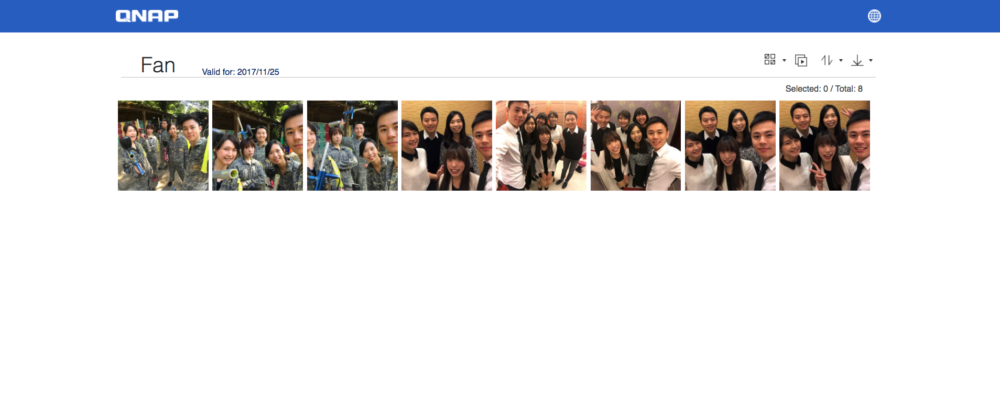 QNAP
Fan
Valid for: 2017/11/25
Selected: 0 / Total: 8